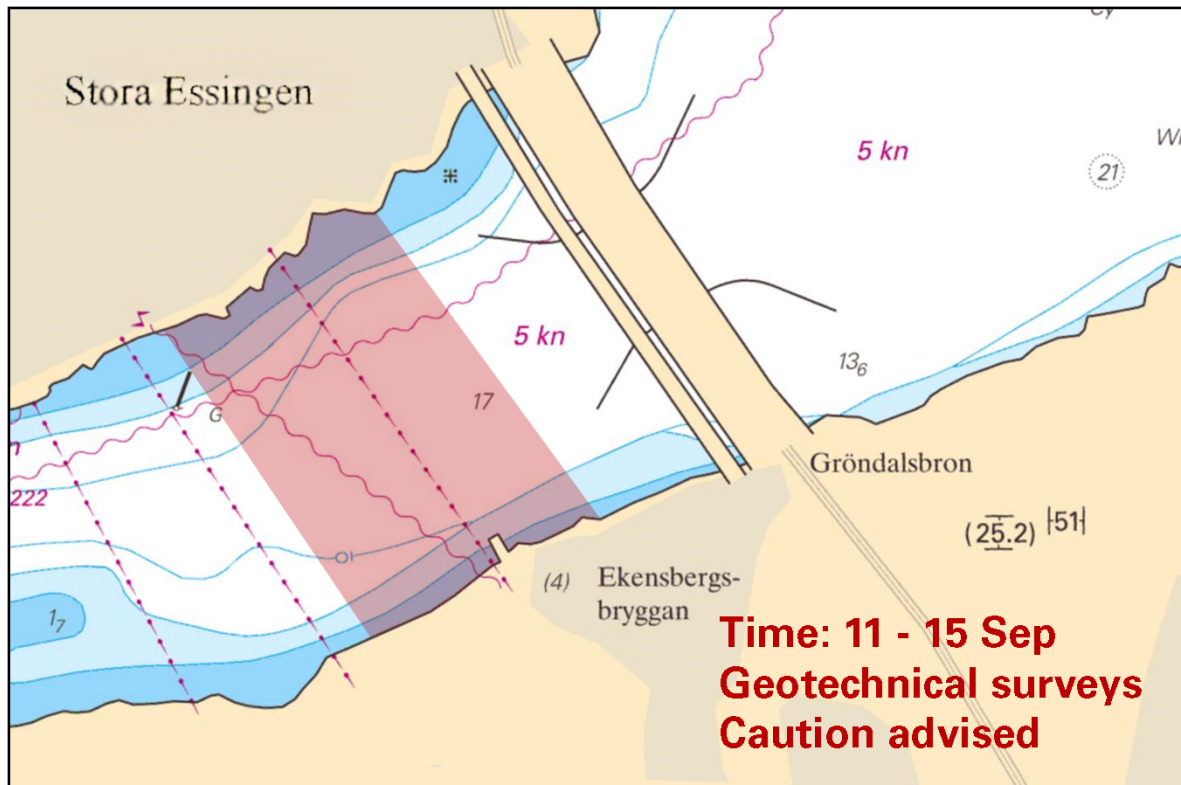 Stora Essingen
5 kn
21
5 kn
13₆
17
G
222
Gröndalsbron
(25.2) |51|
(4)
Ekensbergs-
bryggan
1₇
Time: 11 - 15 Sep
Geotechnical surveys
Caution advised